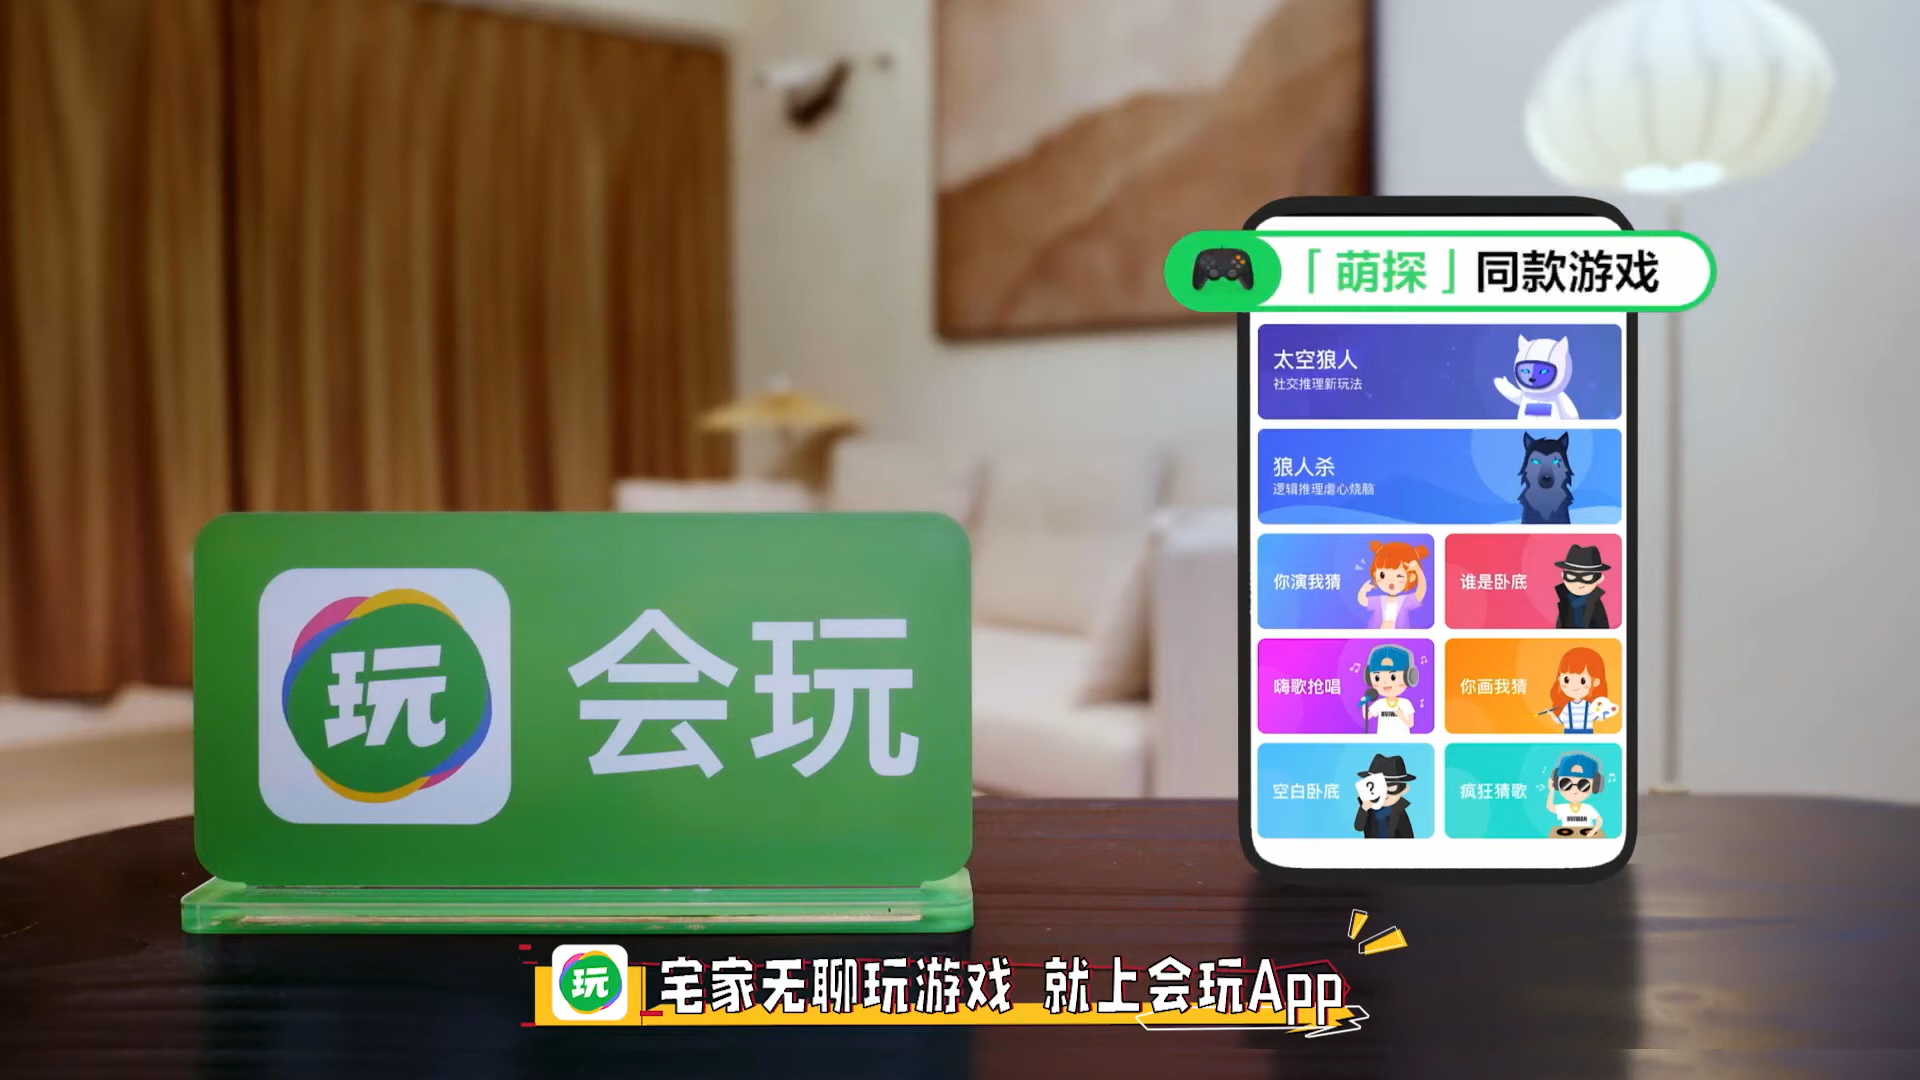 「萌探」同款游戏
太空狼人
社交推理新玩法
狼人杀
逻辑推理虐心烧脑
你演我猜
谁是卧底
嗨歌抢唱
你画我猜
空白卧底
疯狂猜歌
HUIWAN
玩
会玩
玩
宅家无聊玩游戏 就上会玩App